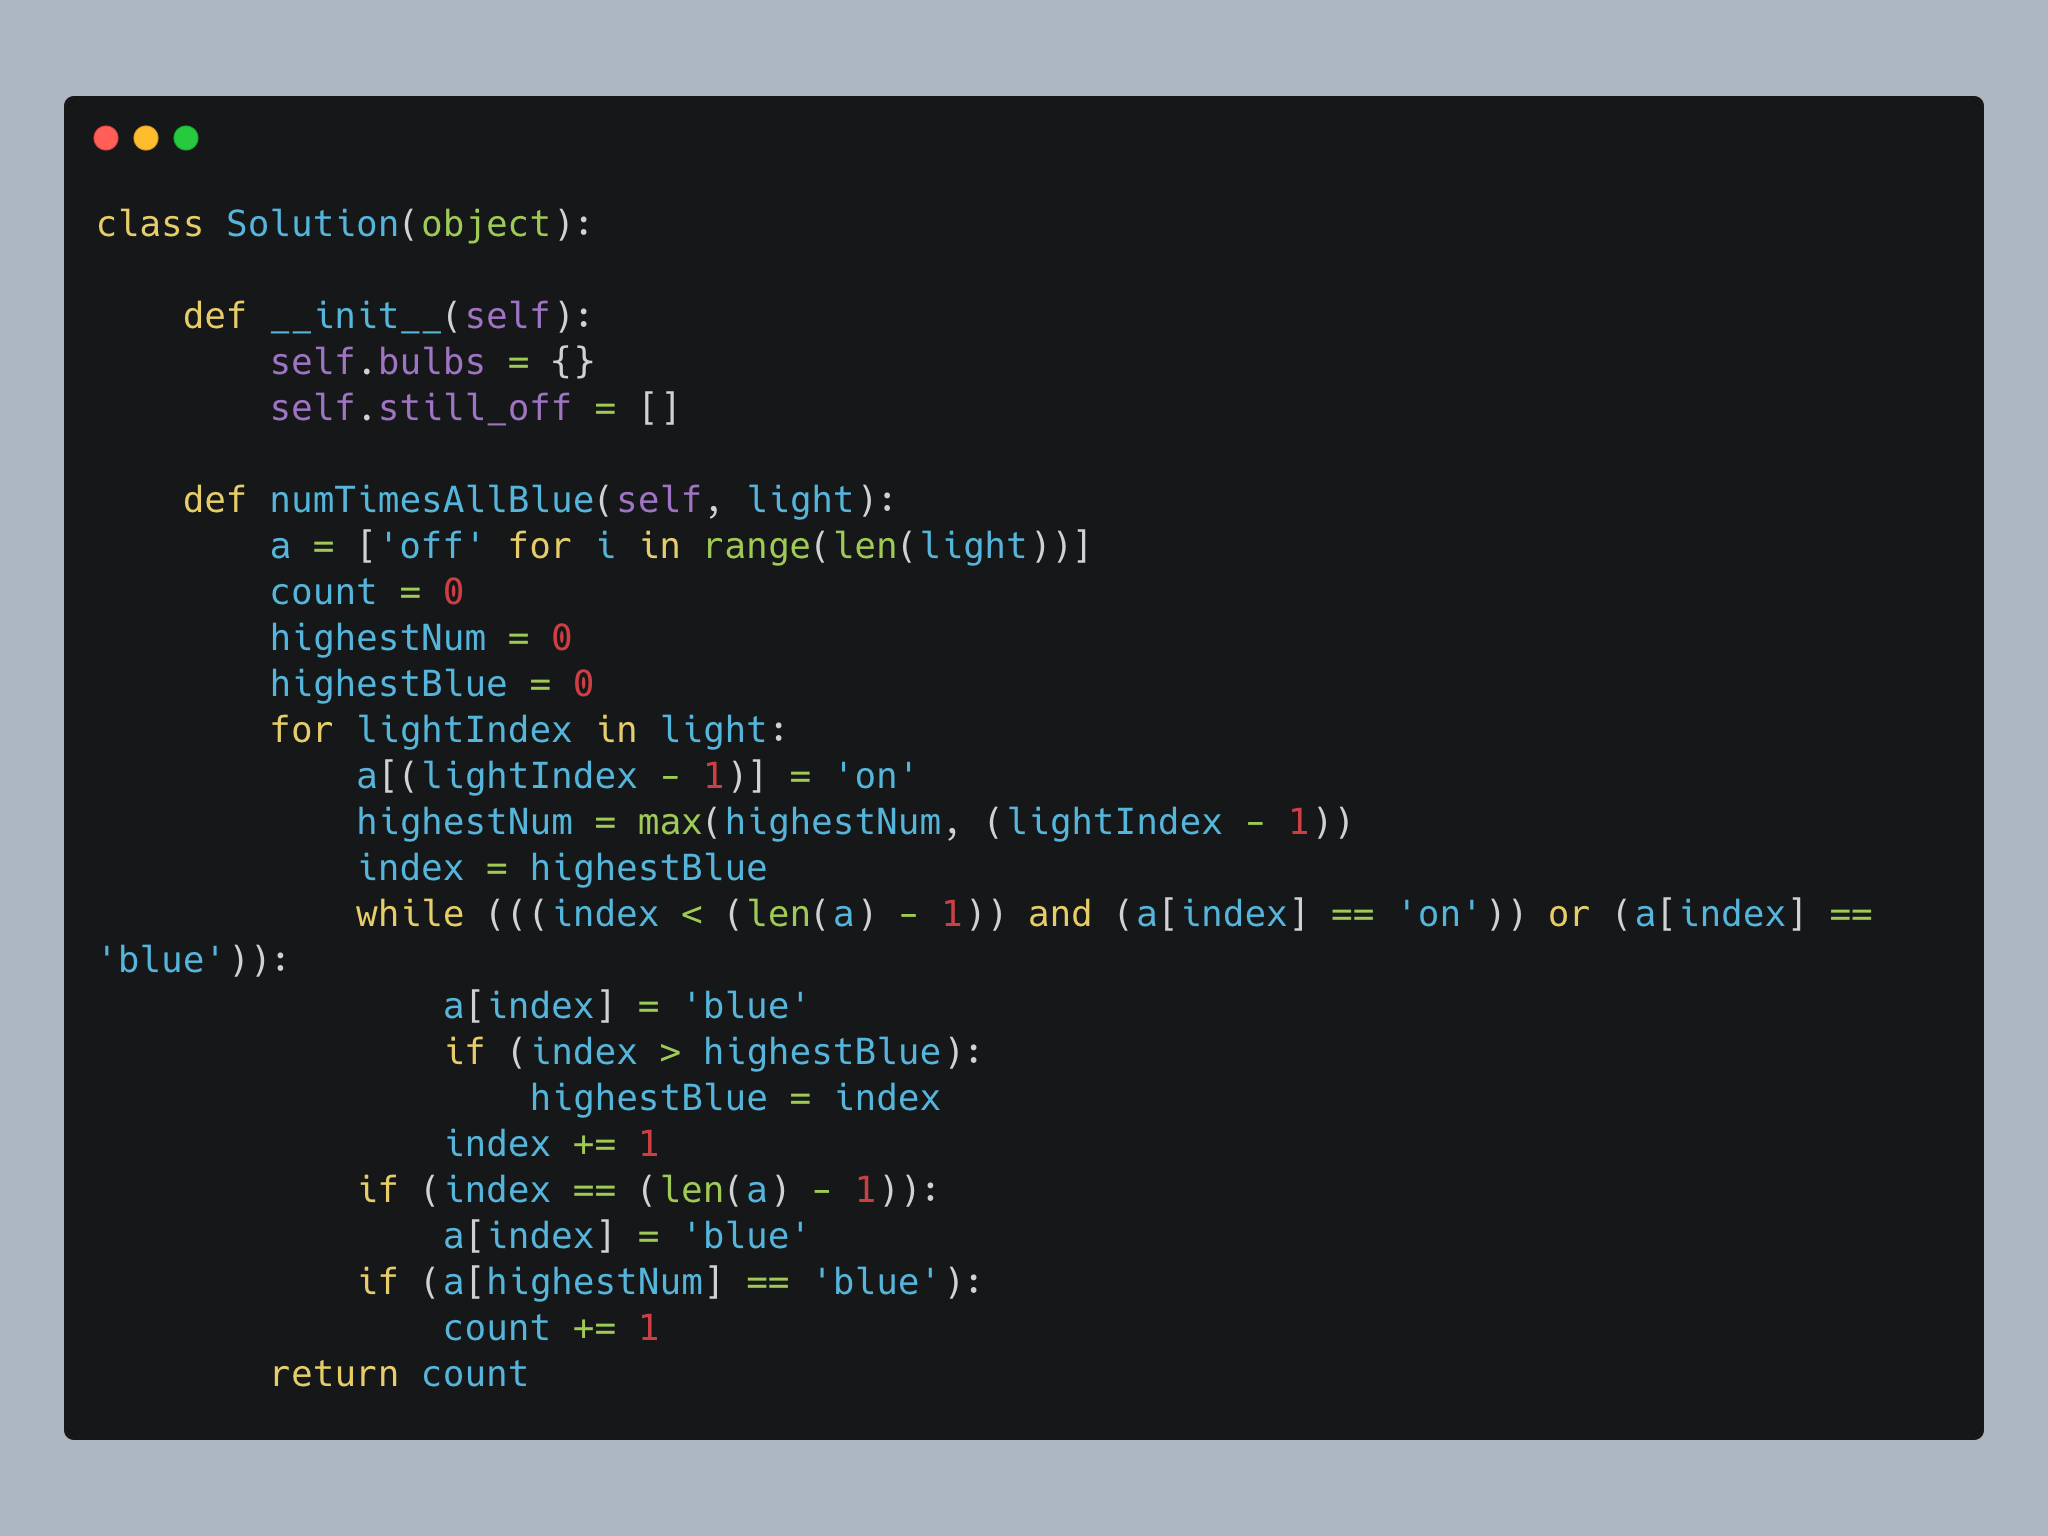 class Solution(object):

    def __init__(self):
        self.bulbs = {}
        self.still_off = []

    def numTimesAllBlue(self, light):
        a = ['off' for i in range(len(light))]
        count = 0
        highestNum = 0
        highestBlue = 0
        for lightIndex in light:
            a[(lightIndex - 1)] = 'on'
            highestNum = max(highestNum, (lightIndex - 1))
            index = highestBlue
            while (((index < (len(a) - 1)) and (a[index] == 'on')) or (a[index] ==
'blue')):
                a[index] = 'blue'
                if (index > highestBlue):
                    highestBlue = index
                index += 1
            if (index == (len(a) - 1)):
                a[index] = 'blue'
            if (a[highestNum] == 'blue'):
                count += 1
        return count